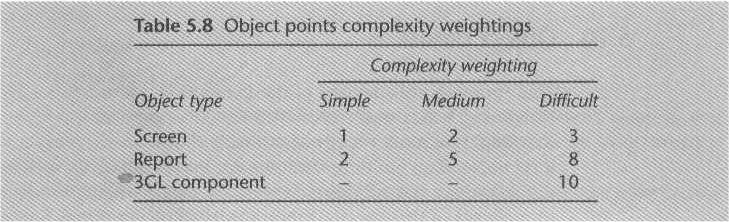 Table 5.8 Object points complexity weightings
Complexity weighting
Object type Simple Medium Difficult
Screen 1 2 3
Report 2 5 8
3GL component – – 10